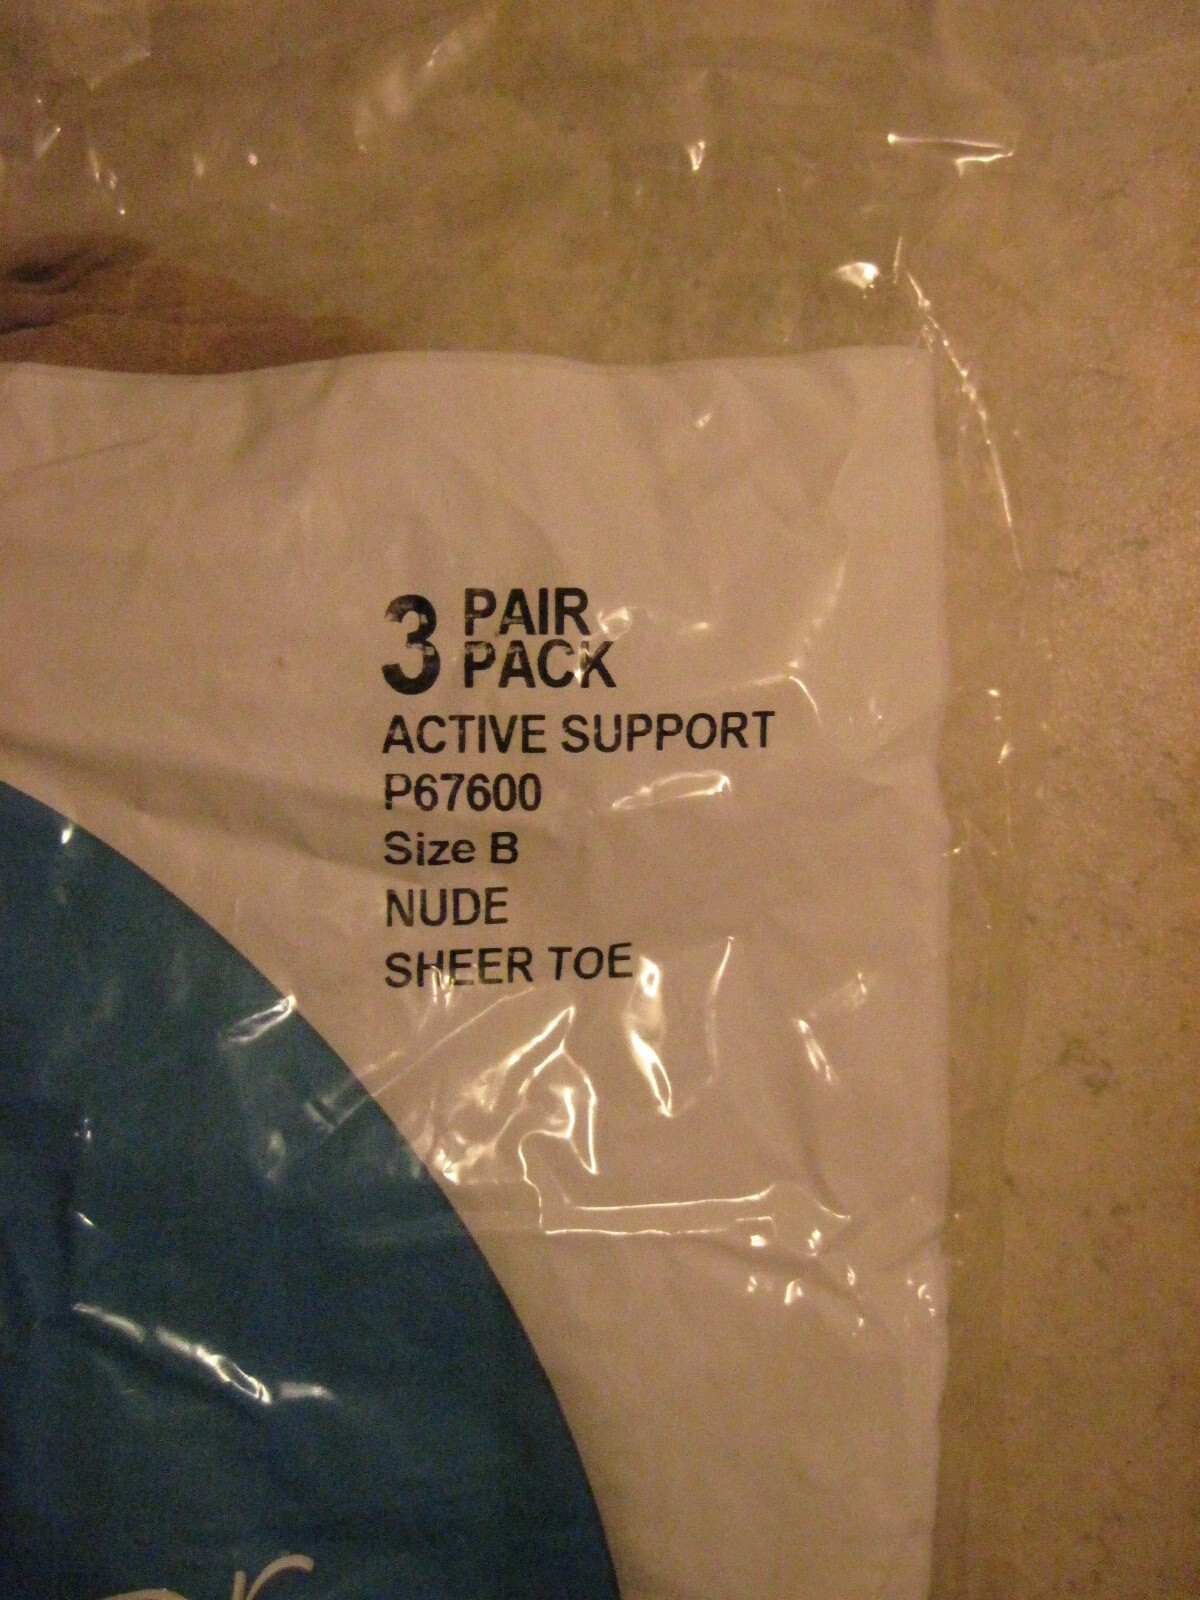 3 PAIR
PACK
ACTIVE SUPPORT
P67600
Size B
NUDE
SHEER TOE